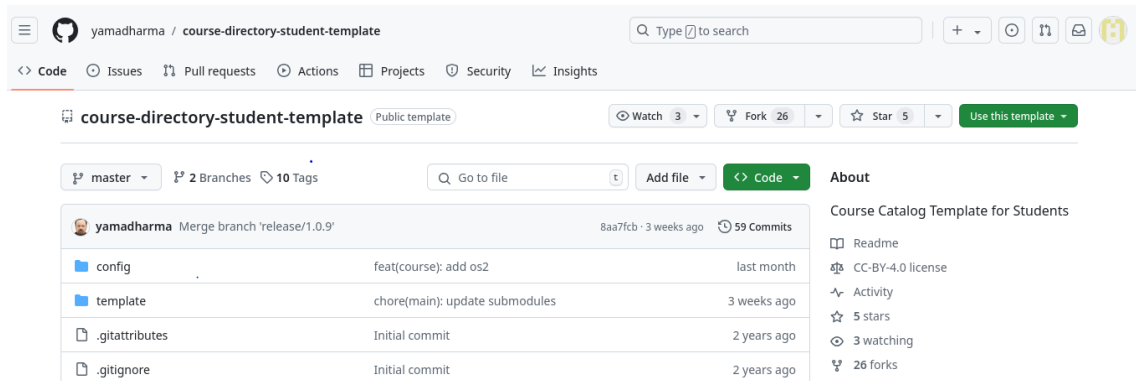 yamadharma / course-directory-student-template
Type / to search
Code Issues Pull requests Actions Projects Security Insights
course-directory-student-template Public template
Watch 3 Fork 26 Star 5 Use this template
master 2 Branches 10 Tags Go to file t Add file Code
About
Course Catalog Template for Students
yamadharma Merge branch 'release/1.0.9' 8aa7fcb · 3 weeks ago 59 Commits
config feat(course): add os2 last month
template chore(main): update submodules 3 weeks ago
.gitattributes Initial commit 2 years ago
.gitignore Initial commit 2 years ago
Readme
CC-BY-4.0 license
Activity
5 stars
3 watching
26 forks